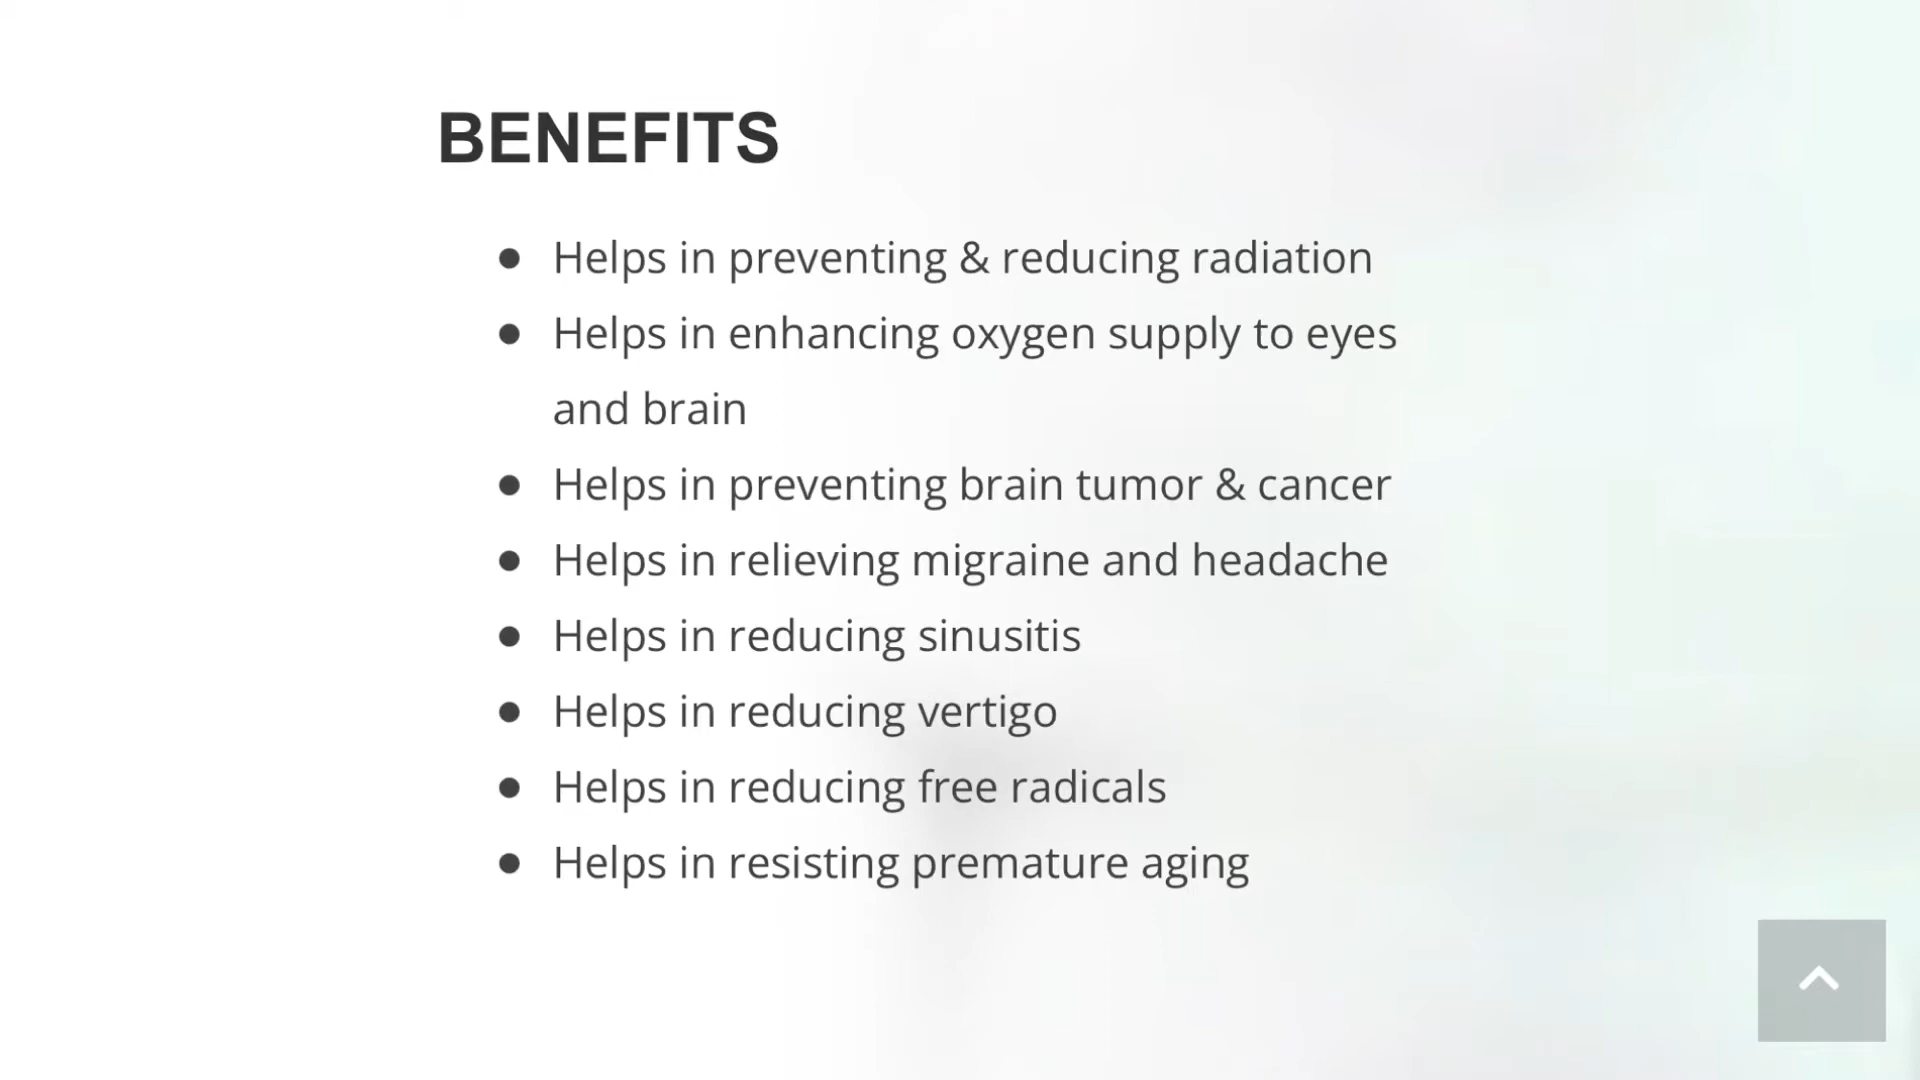 BENEFITS
● Helps in preventing & reducing radiation
● Helps in enhancing oxygen supply to eyes
and brain
● Helps in preventing brain tumor & cancer
● Helps in relieving migraine and headache
● Helps in reducing sinusitis
● Helps in reducing vertigo
● Helps in reducing free radicals
● Helps in resisting premature aging